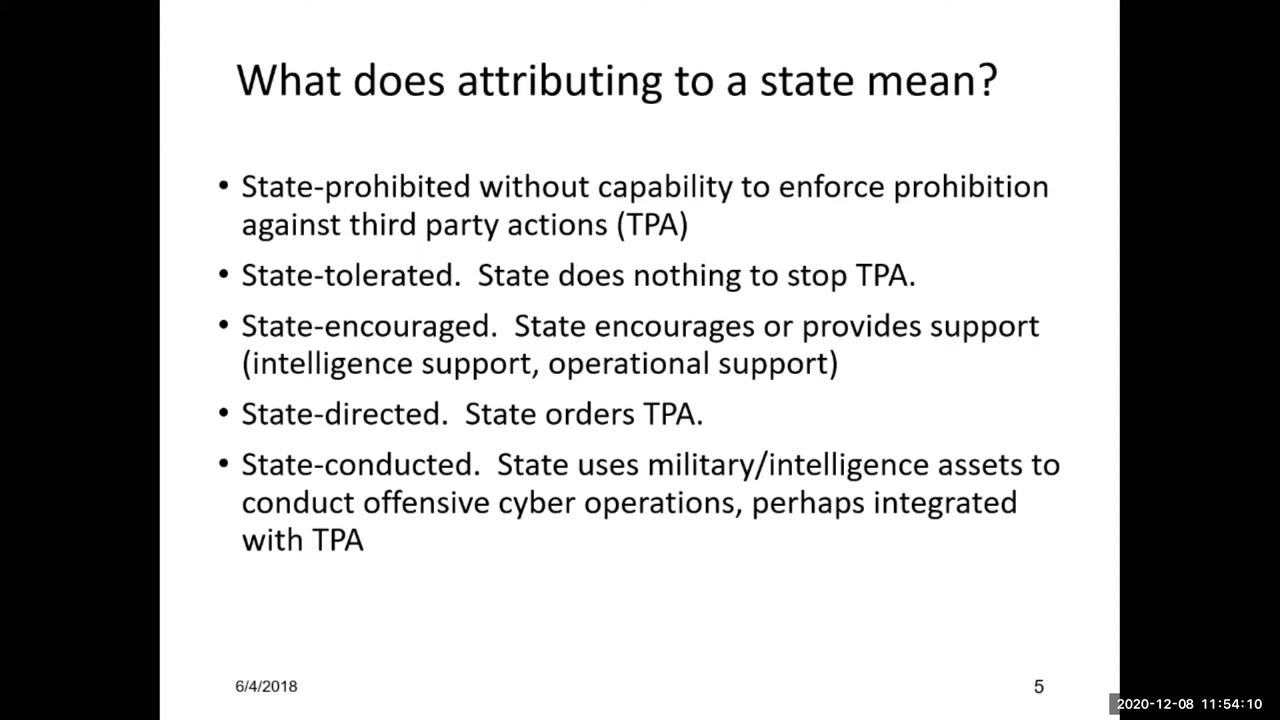 What does attributing to a state mean?
• State-prohibited without capability to enforce prohibition
against third party actions (TPA)
• State-tolerated.  State does nothing to stop TPA.
• State-encouraged.  State encourages or provides support
(intelligence support, operational support)
• State-directed.  State orders TPA.
• State-conducted.  State uses military/intelligence assets to
conduct offensive cyber operations, perhaps integrated
with TPA
6/4/2018
5
2020-12-08 11:54:10